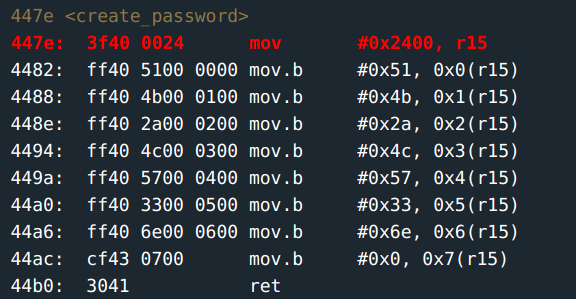 447e <create_password>
447e: 3f40 0024 mov #0x2400, r15
4482: ff40 5100 0000 mov.b #0x51, 0x0(r15)
4488: ff40 4b00 0100 mov.b #0x4b, 0x1(r15)
448e: ff40 2a00 0200 mov.b #0x2a, 0x2(r15)
4494: ff40 4c00 0300 mov.b #0x4c, 0x3(r15)
449a: ff40 5700 0400 mov.b #0x57, 0x4(r15)
44a0: ff40 3300 0500 mov.b #0x33, 0x5(r15)
44a6: ff40 6e00 0600 mov.b #0x6e, 0x6(r15)
44ac: cf43 0700 mov.b #0x0, 0x7(r15)
44b0: 3041 ret